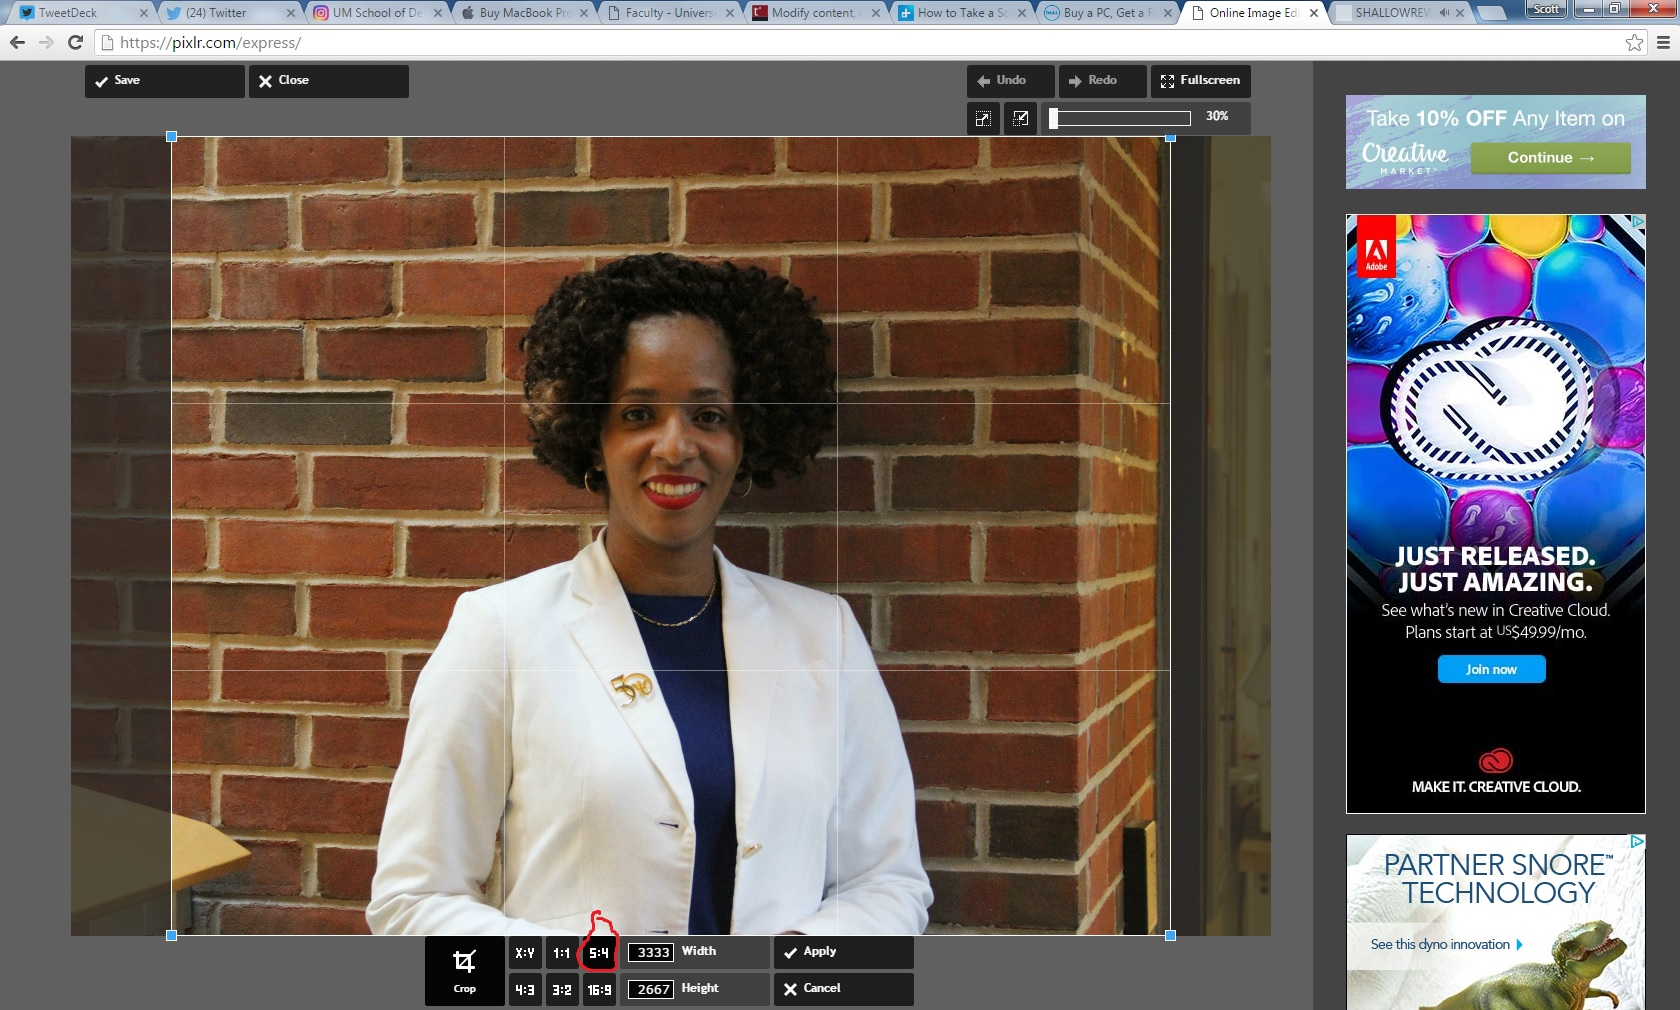 TweetDeck
(24) Twitter
UM School of De
Buy MacBook Pr
Faculty - Univers
Modify content,
How to Take a Sc
Buy a PC, Get a F
Online Image Edi
SHALLOWREV
Scott
https://pixlr.com/express/
Save
Close
Undo
Redo
Fullscreen
30%
Take 10% OFF Any Item on
Creative
MARKET
Continue →
Adobe
JUST RELEASED.
JUST AMAZING.
See what's new in Creative Cloud.
Plans start at US$49.99/mo.
Join now
MAKE IT. CREATIVE CLOUD.
PARTNER SNORE™
TECHNOLOGY
See this dyno innovation
Crop
X:Y
1:1
5:4
3333 Width
Apply
4:3
3:2
16:9
2667 Height
Cancel